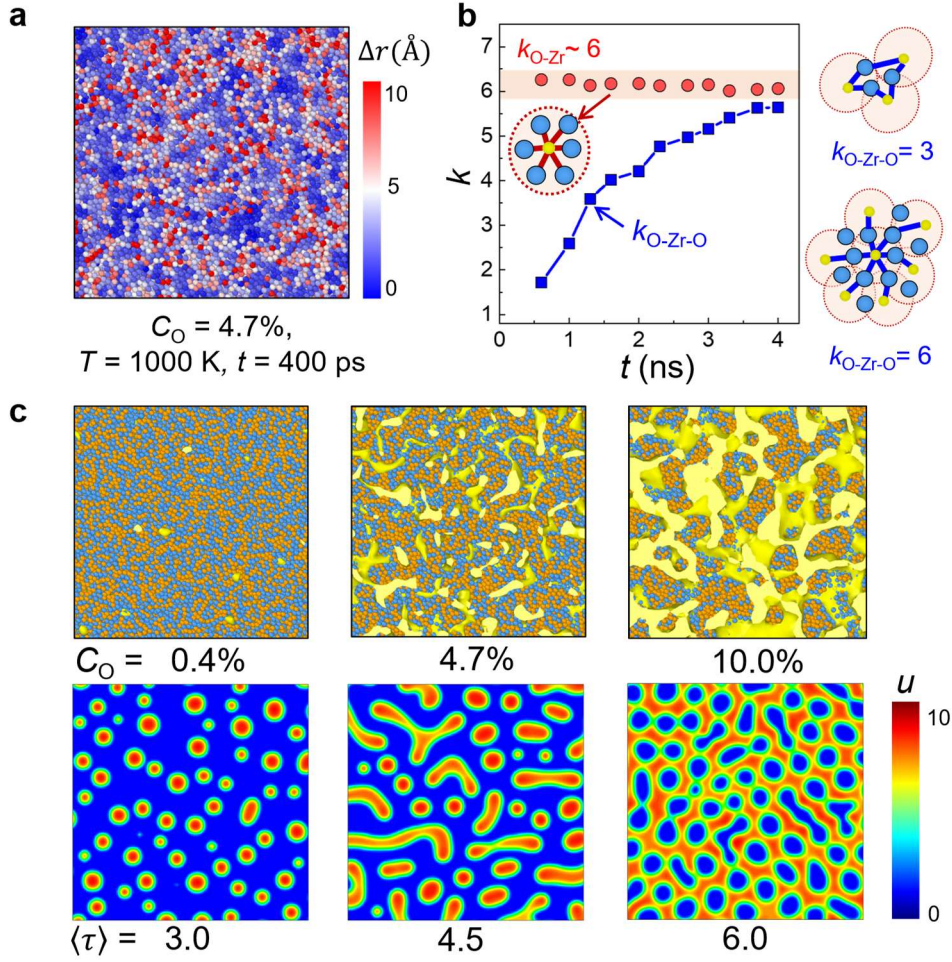 a
Δr(Å)
10
5
0
C_O = 4.7%,
T = 1000 K, t = 400 ps
b
7
6
5
4
3
2
1
k
k_O-Zr ~ 6
k_O-Zr-O
0
1
2
3
4
t (ns)
k_O-Zr-O = 3
k_O-Zr-O = 6
c
C_O = 0.4%
4.7%
10.0%
u
10
0
⟨τ⟩ = 3.0
4.5
6.0